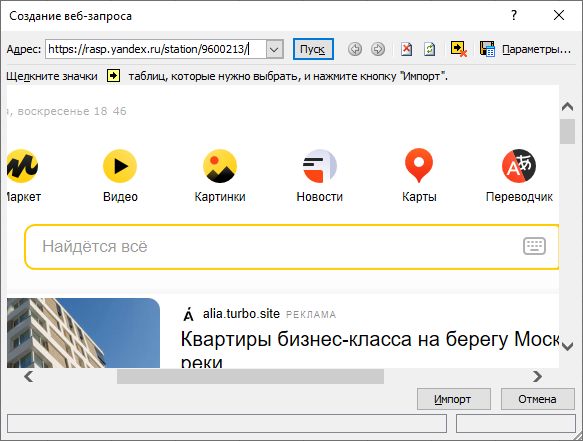 Создание веб-запроса
Адрес: https://rasp.yandex.ru/station/9600213/ Пуск Параметры...
Щелкните значки таблиц, которые нужно выбрать, и нажмите кнопку "Импорт".
, воскресенье 18 46
Маркет Видео Картинки Новости Карты Переводчик
Найдётся всё
alia.turbo.site РЕКЛАМА
Квартиры бизнес-класса на берегу Моск
реки
Импорт Отмена